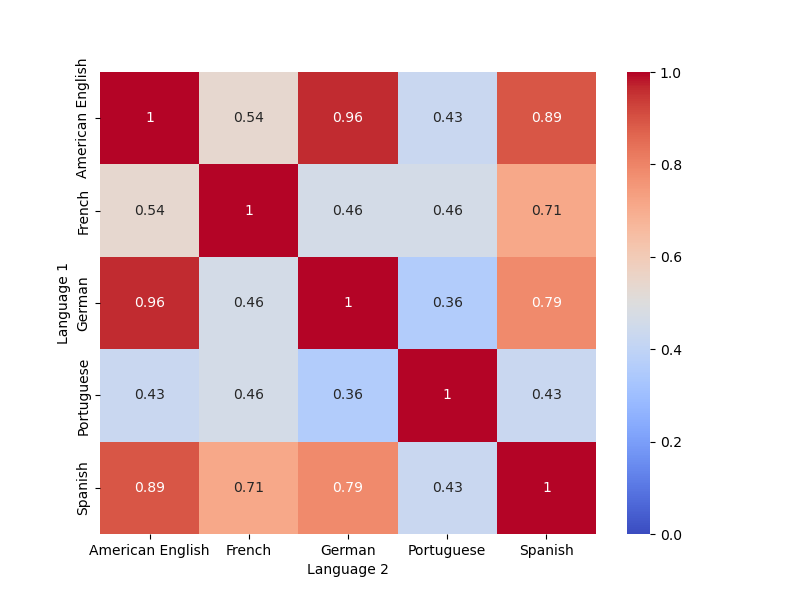 American English 1 0.54 0.96 0.43 0.89
French 0.54 1 0.46 0.46 0.71
German 0.96 0.46 1 0.36 0.79
Portuguese 0.43 0.46 0.36 1 0.43
Spanish 0.89 0.71 0.79 0.43 1
Language 1
American English French German Portuguese Spanish
Language 2
1.0
0.8
0.6
0.4
0.2
0.0